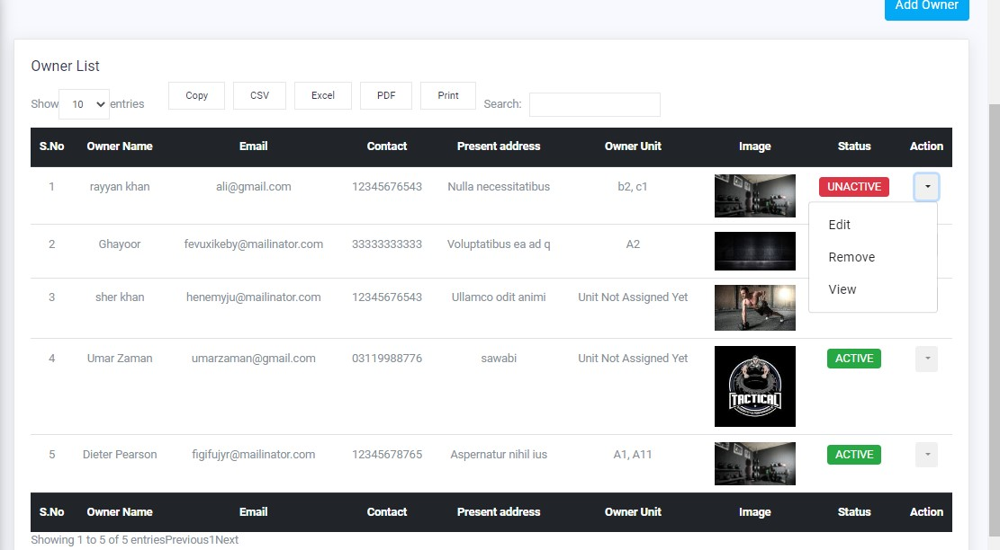 Add Owner
Owner List
Show 10 entries Copy CSV Excel PDF Print Search:
S.No Owner Name Email Contact Present address Owner Unit Image Status Action
1 rayyan khan ali@gmail.com 12345676543 Nulla necessitatibus b2, c1 UNACTIVE
Edit
2 Ghayoor fevuxikeby@mailinator.com 33333333333 Voluptatibus ea ad q A2
Remove
View
3 sher khan henemyju@mailinator.com 12345676543 Ullamco odit animi Unit Not Assigned Yet
4 Umar Zaman umarzaman@gmail.com 03119988776 sawabi Unit Not Assigned Yet ACTIVE
TACTICAL
5 Dieter Pearson figifujyr@mailinator.com 12345678765 Aspernatur nihil ius A1, A11 ACTIVE
S.No Owner Name Email Contact Present address Owner Unit Image Status Action
Showing 1 to 5 of 5 entriesPrevious1Next